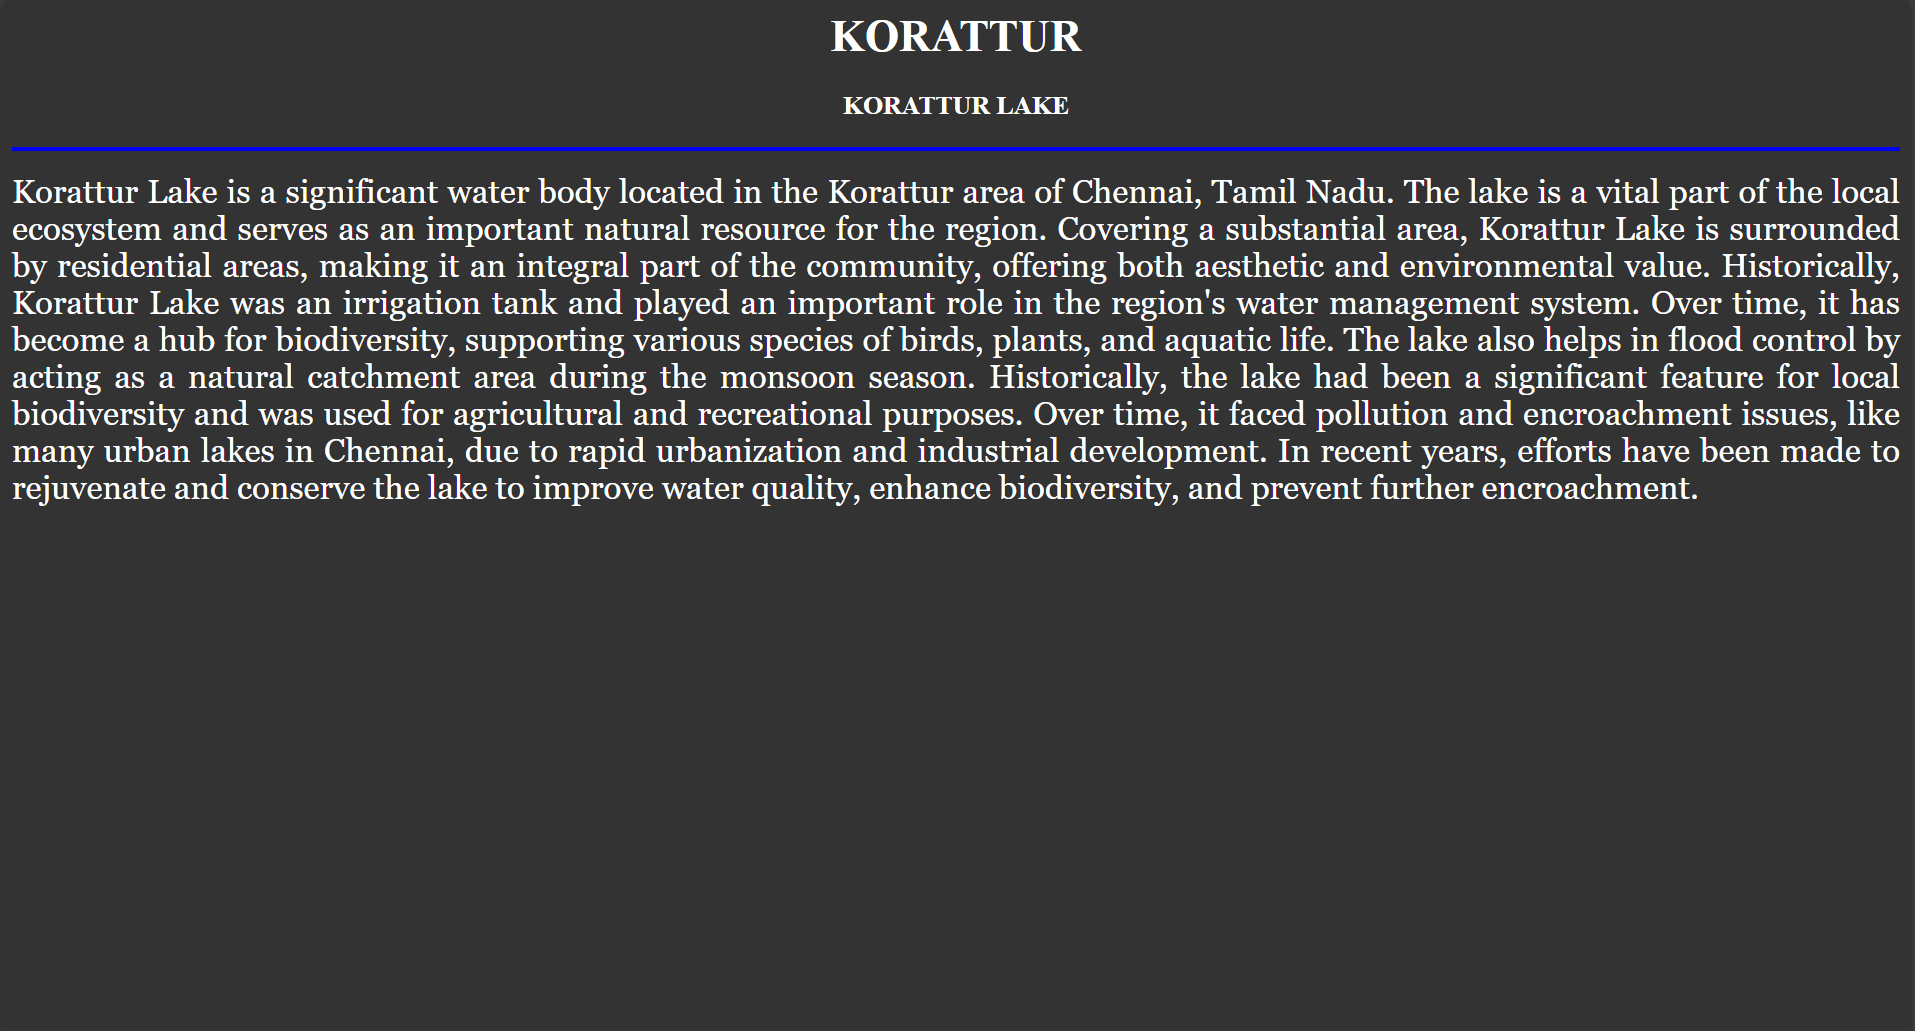 KORATTUR
KORATTUR LAKE
Korattur Lake is a significant water body located in the Korattur area of Chennai, Tamil Nadu. The lake is a vital part of the local
ecosystem and serves as an important natural resource for the region. Covering a substantial area, Korattur Lake is surrounded
by residential areas, making it an integral part of the community, offering both aesthetic and environmental value. Historically,
Korattur Lake was an irrigation tank and played an important role in the region's water management system. Over time, it has
become a hub for biodiversity, supporting various species of birds, plants, and aquatic life. The lake also helps in flood control by
acting as a natural catchment area during the monsoon season. Historically, the lake had been a significant feature for local
biodiversity and was used for agricultural and recreational purposes. Over time, it faced pollution and encroachment issues, like
many urban lakes in Chennai, due to rapid urbanization and industrial development. In recent years, efforts have been made to
rejuvenate and conserve the lake to improve water quality, enhance biodiversity, and prevent further encroachment.